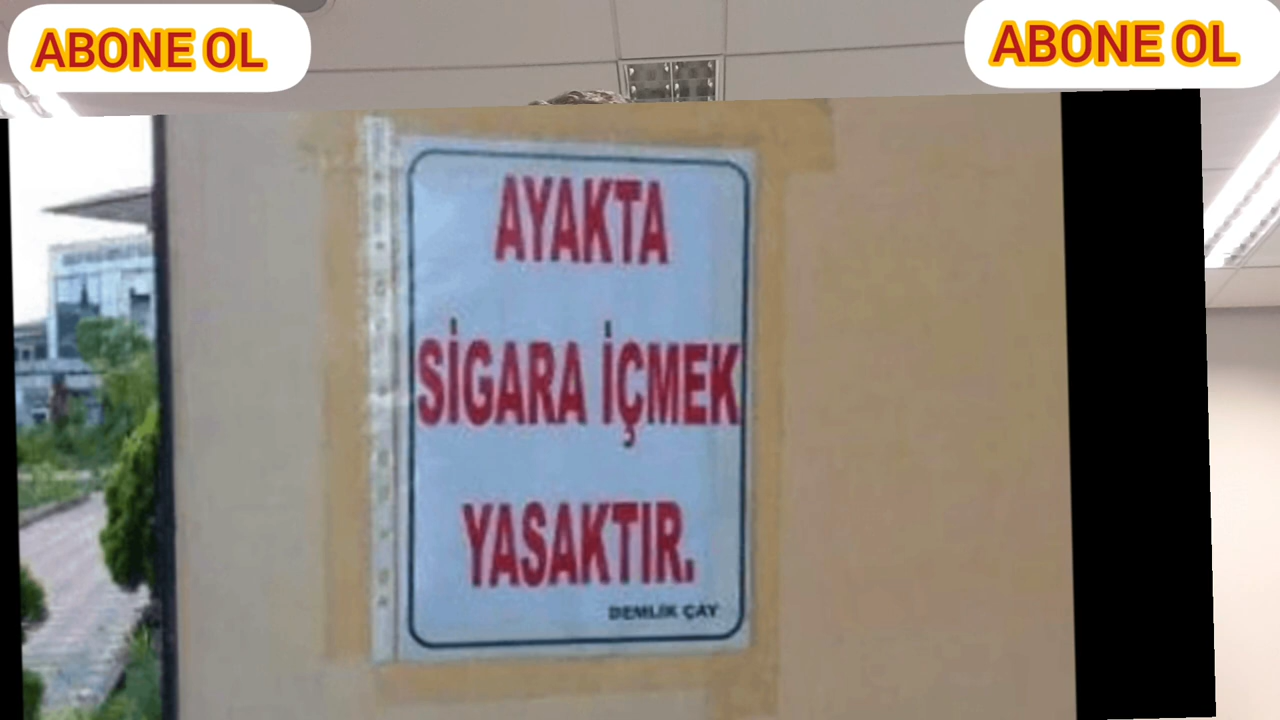 ABONE OL
ABONE OL
AYAKTA
SİGARA İÇMEK
YASAKTIR.
DEMLİK ÇAY